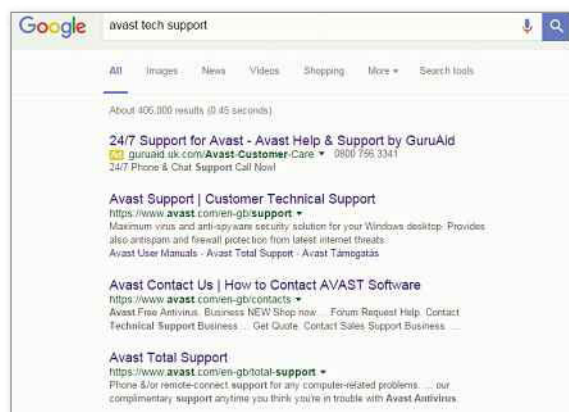 Google
avast tech support
All Images News Videos Shopping More Search tools
About 406,000 results (0.45 seconds)
24/7 Support for Avast - Avast Help & Support by GuruAid
Ad guruaid.uk.com/Avast-Customer-Care 0800 756 3341
24/7 Phone & Chat Support Call Now!
Avast Support | Customer Technical Support
https://www.avast.com/en-gb/support
Maximum virus and anti-spyware security solution for your Windows desktop. Provides
also antispam and firewall protection from latest internet threats.
Avast User Manuals - Avast Total Support - Avast Támogatás
Avast Contact Us | How to Contact AVAST Software
https://www.avast.com/en-gb/contacts
Avast Free Antivirus. Business NEW Shop now ... Forum Request Help. Contact
Technical Support Business ... Get Quote. Contact Sales Support Business. ...
Avast Total Support
https://www.avast.com/en-gb/total-support
Phone &/or remote-connect support for any computer-related problems. ... our
complimentary support anytime you think you're in trouble with Avast Antivirus.